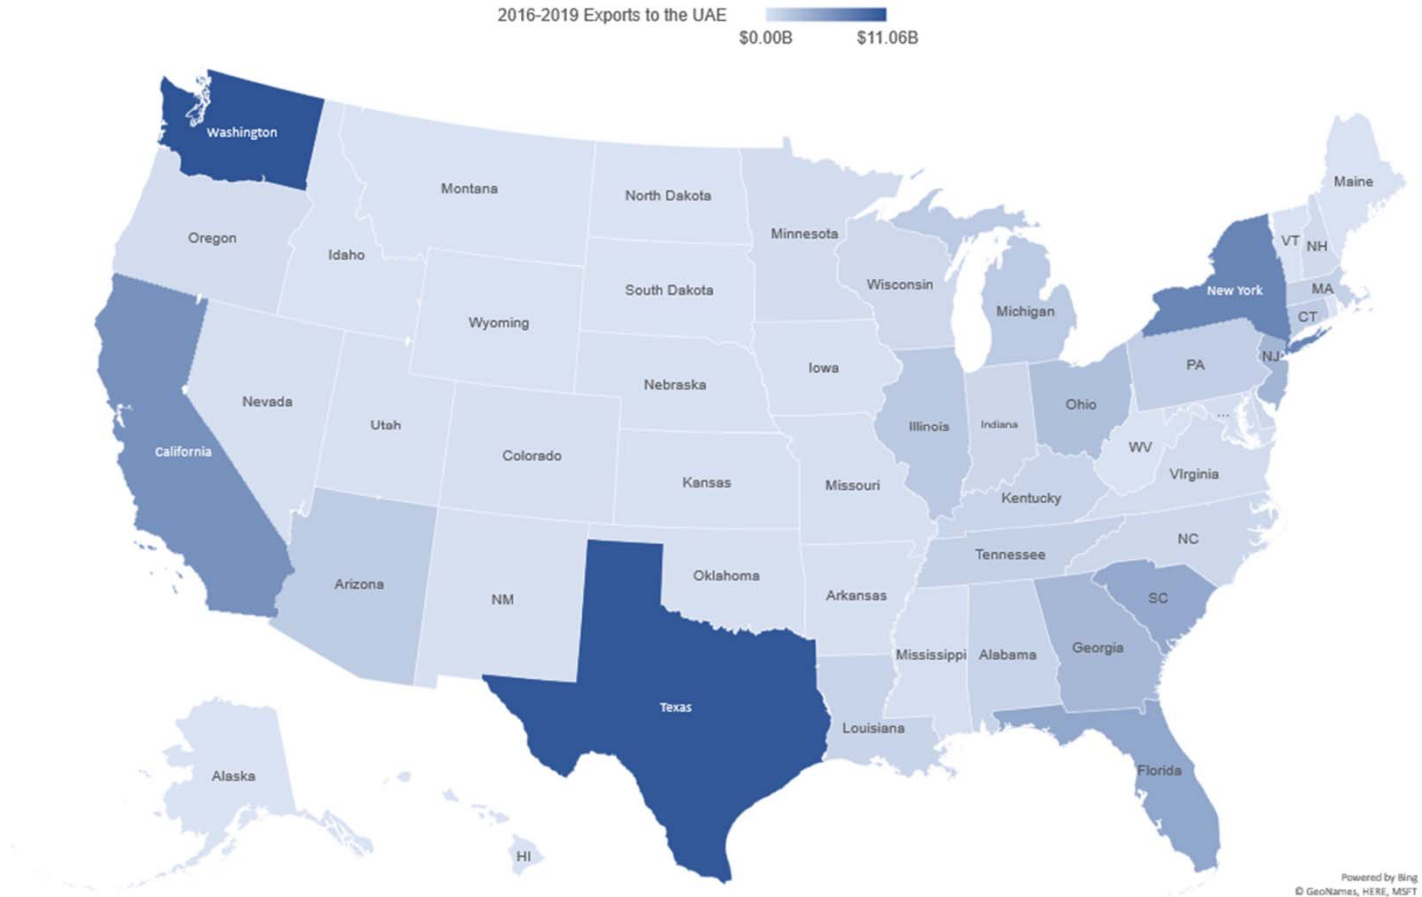 2016-2019 Exports to the UAE
$0.00B $11.06B
Washington
Montana
North Dakota
Minnesota
Maine
Oregon
Idaho
VT
NH
Wisconsin
South Dakota
New York
MA
Michigan
CT
Wyoming
NJ
PA
Iowa
Nebraska
Nevada
Ohio
...
Utah
Illinois
Indiana
California
Colorado
WV
Kansas
Missouri
VIrginia
Kentucky
NC
Tennessee
Arizona
Oklahoma
NM
Arkansas
SC
Georgia
Mississippi
Alabama
Texas
Louisiana
Florida
Alaska
HI
Powered by Bing
© GeoNames, HERE, MSFT